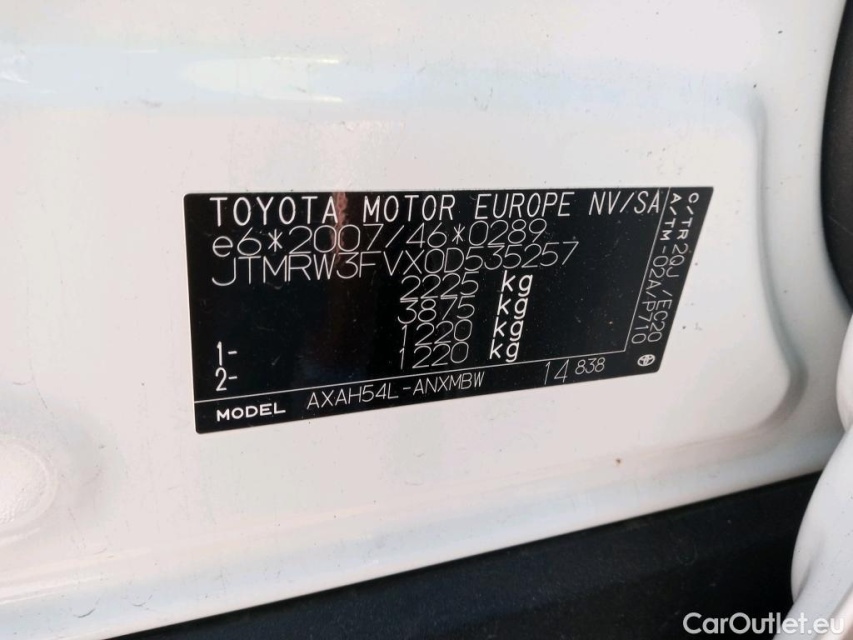 TOYOTA MOTOR EUROPE NV/SA
e6*2007/46*0289
JTMRW3FVX0D535257
2225 kg
3875 kg
1- 1220 kg
2- 1220 kg
MODEL AXAH54L-ANXMBW 14 838
C/TR 2QJ/EC20
A/TM -02A/P710
CarOutlet.eu